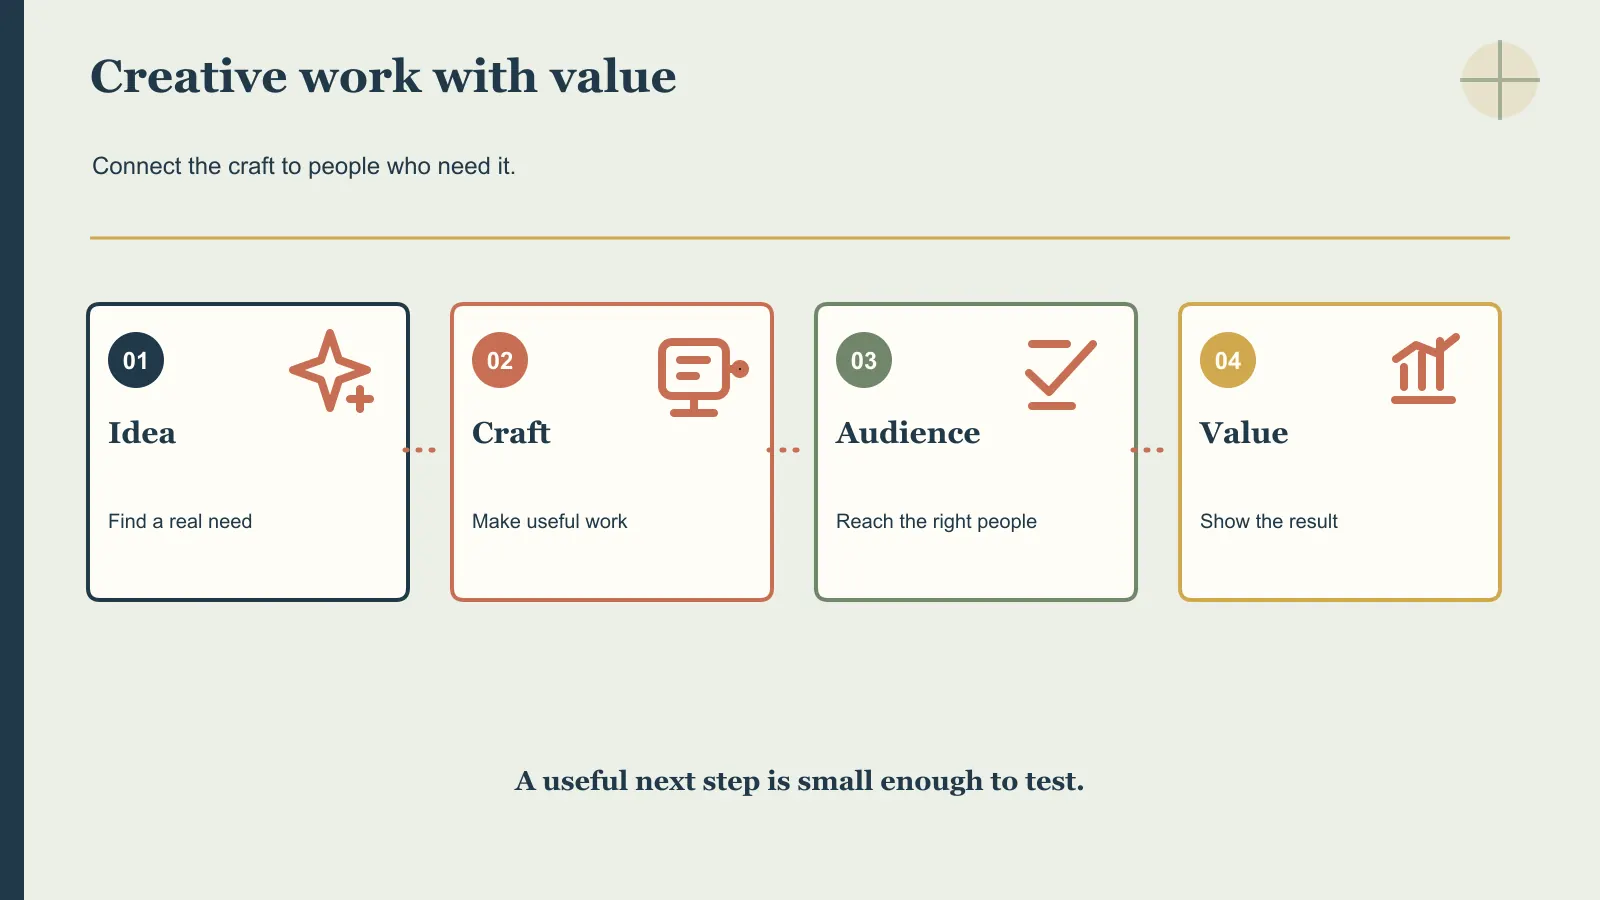 Creative work with value
Connect the craft to people who need it.
01
Idea
Find a real need
02
Craft
Make useful work
03
Audience
Reach the right people
04
Value
Show the result
A useful next step is small enough to test.